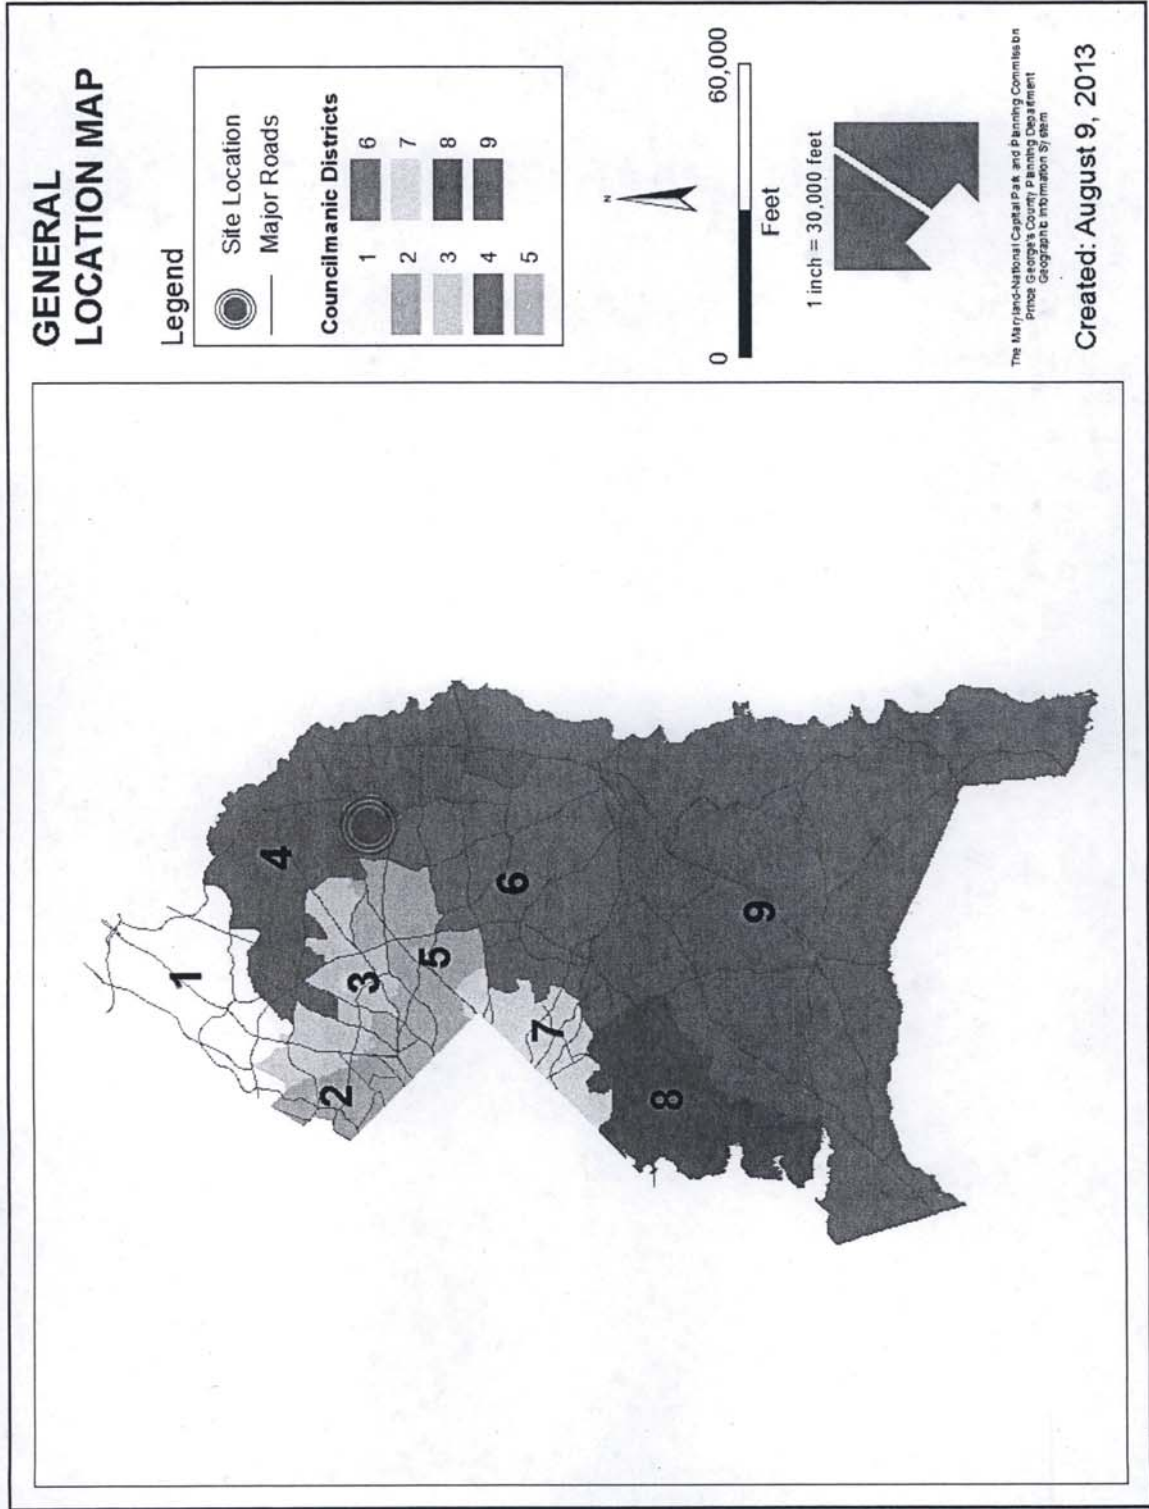 GENERAL
LOCATION MAP
Legend
Site Location
Major Roads
Councilmanic Districts
1
2
3
4
5
6
7
8
9
N
0
60,000
Feet
1 inch = 30,000 feet
The Maryland-National Capital Park and Planning Commission
Prince George's County Planning Department
Geographic Information System
Created: August 9, 2013
1
2
3
4
5
6
7
8
9